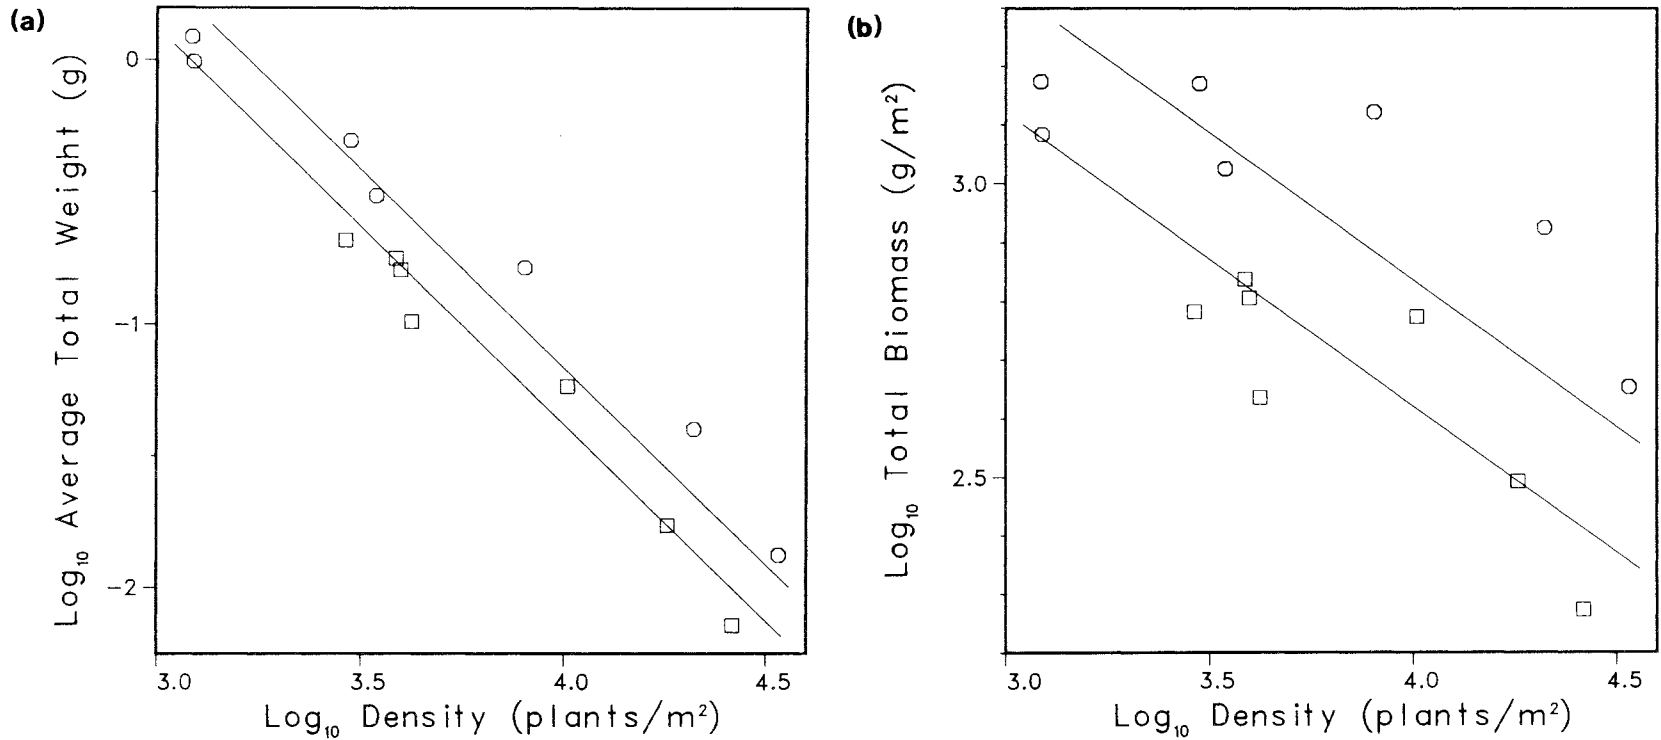 (a)
Log₁₀ Average Total Weight (g)
0
−1
−2
3.0 3.5 4.0 4.5
Log₁₀ Density (plants/m²)
(b)
Log₁₀ Total Biomass (g/m²)
3.0
2.5
3.0 3.5 4.0 4.5
Log₁₀ Density (plants/m²)